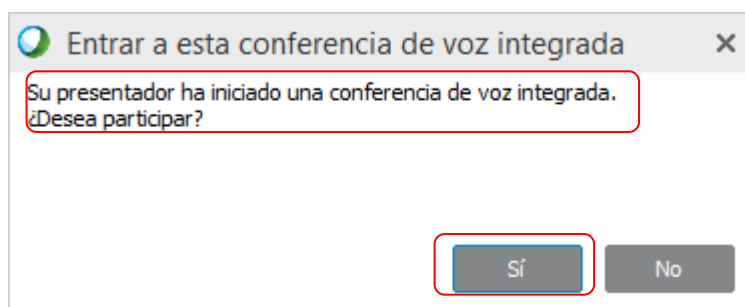 Entrar a esta conferencia de voz integrada
Su presentador ha iniciado una conferencia de voz integrada.
¿Desea participar?
Sí
No